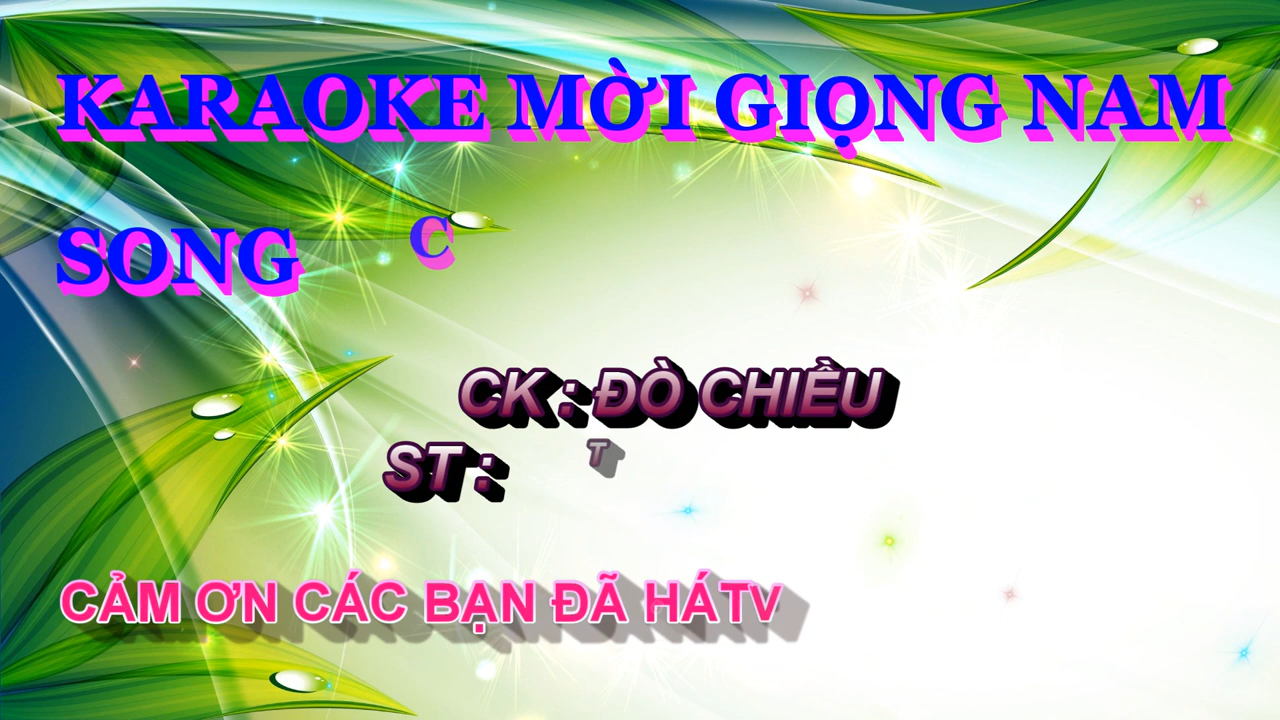 KARAOKE MỜI GIỌNG NAM
SONG C
CK : ĐÒ CHIỀU
ST : T
CẢM ƠN CÁC BẠN ĐÃ HÁTV